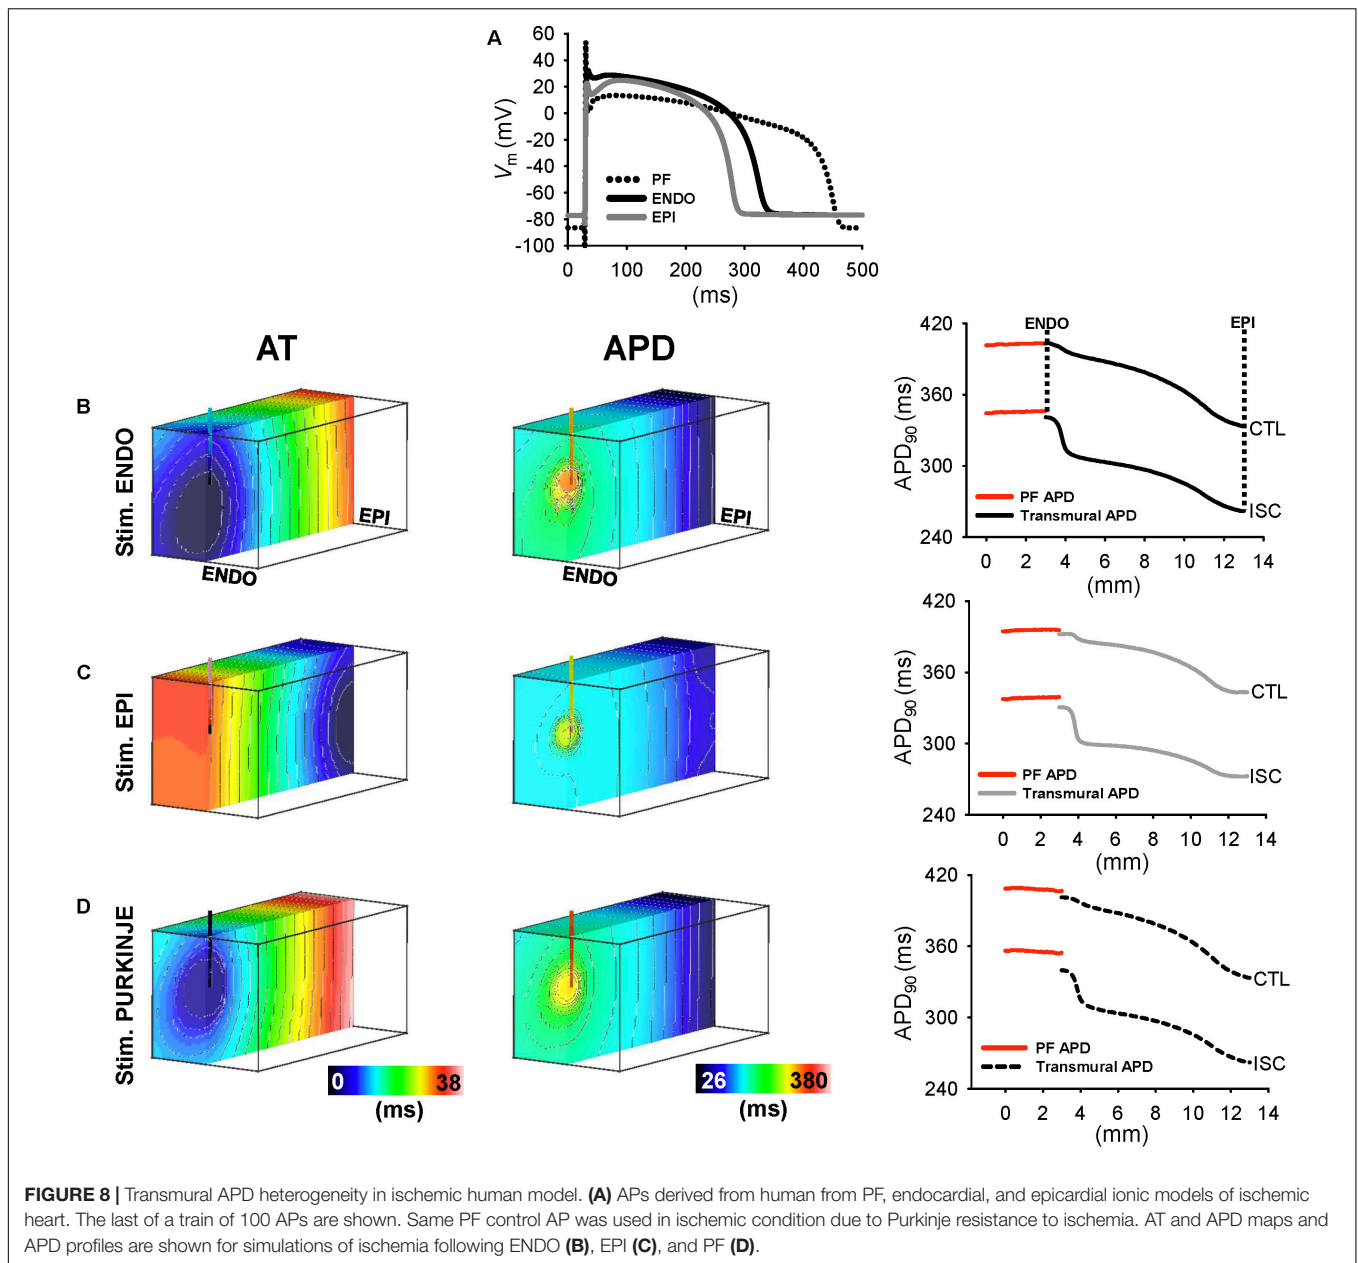 A
60
40
20
0
-20
-40
-60
-80
-100
Vm (mV)
PF
ENDO
EPI
0 100 200 300 400 500
(ms)
AT
APD
B
Stim. ENDO
EPI
ENDO
EPI
ENDO
420
360
300
240
APD90 (ms)
ENDO
EPI
CTL
PF APD
Transmural APD
ISC
0 2 4 6 8 10 12 14
(mm)
C
Stim. EPI
420
360
300
240
APD90 (ms)
CTL
PF APD
Transmural APD
ISC
0 2 4 6 8 10 12 14
(mm)
D
Stim. PURKINJE
0 38
(ms)
26 380
(ms)
420
360
300
240
APD90 (ms)
CTL
PF APD
Transmural APD
ISC
0 2 4 6 8 10 12 14
(mm)
FIGURE 8 | Transmural APD heterogeneity in ischemic human model. (A) APs derived from human from PF, endocardial, and epicardial ionic models of ischemic
heart. The last of a train of 100 APs are shown. Same PF control AP was used in ischemic condition due to Purkinje resistance to ischemia. AT and APD maps and
APD profiles are shown for simulations of ischemia following ENDO (B), EPI (C), and PF (D).